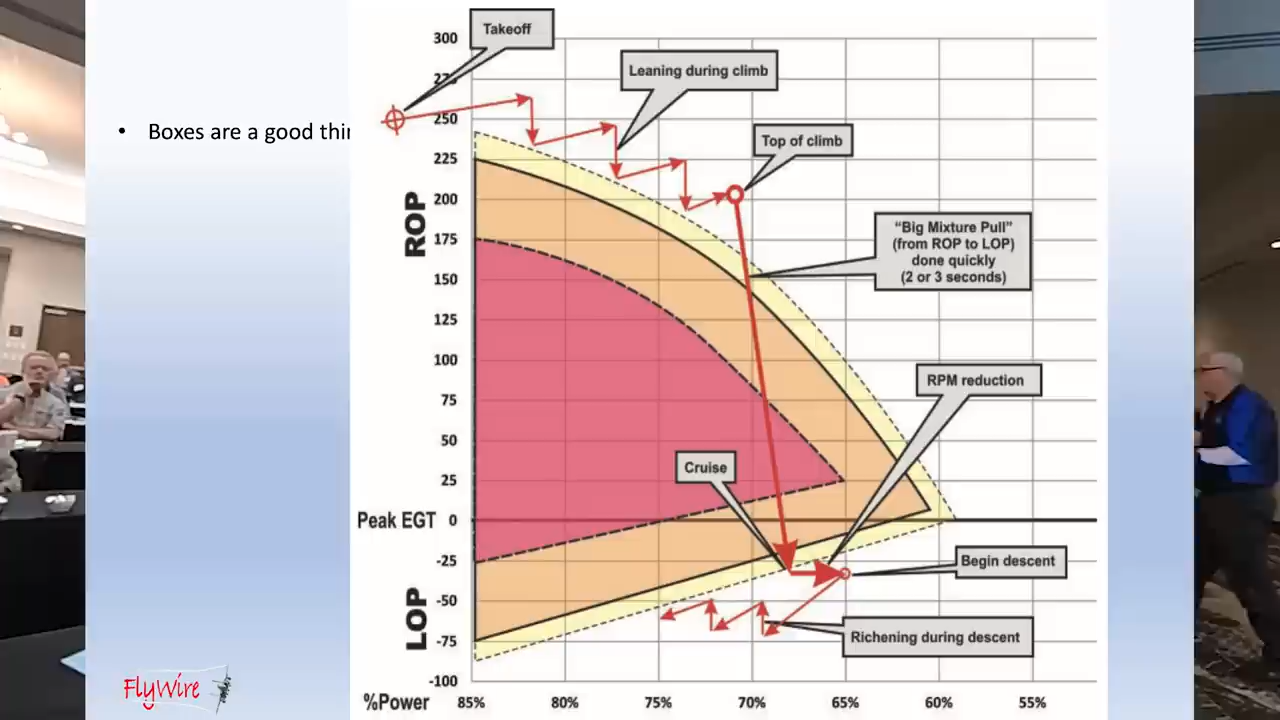 Takeoff
Leaning during climb
Top of climb
• Boxes are a good thin
"Big Mixture Pull"
(from ROP to LOP)
done quickly
(2 or 3 seconds)
RPM reduction
Cruise
Begin descent
Richening during descent
ROP
LOP
300
250
225
200
175
150
125
100
75
50
25
Peak EGT 0
-25
-50
-75
-100
%Power 85% 80% 75% 70% 65% 60% 55%
FlyWire